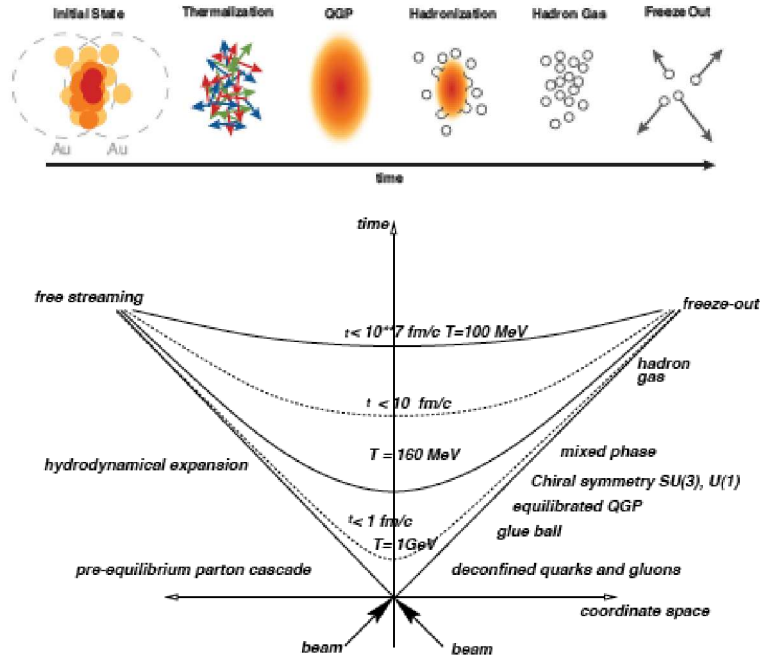 Initial State
Thermalization
QGP
Hadronization
Hadron Gas
Freeze Out
Au
Au
time
time
free streaming
freeze-out
t< 10**7 fm/c T=100 MeV
hadron
gas
t <10 fm/c
T = 160 MeV
mixed phase
hydrodynamical expansion
Chiral symmetry SU(3), U(1)
equilibrated QGP
t< 1 fm/c
glue ball
T= 1GeV
pre-equilibrium parton cascade
deconfined quarks and gluons
coordinate space
beam
beam